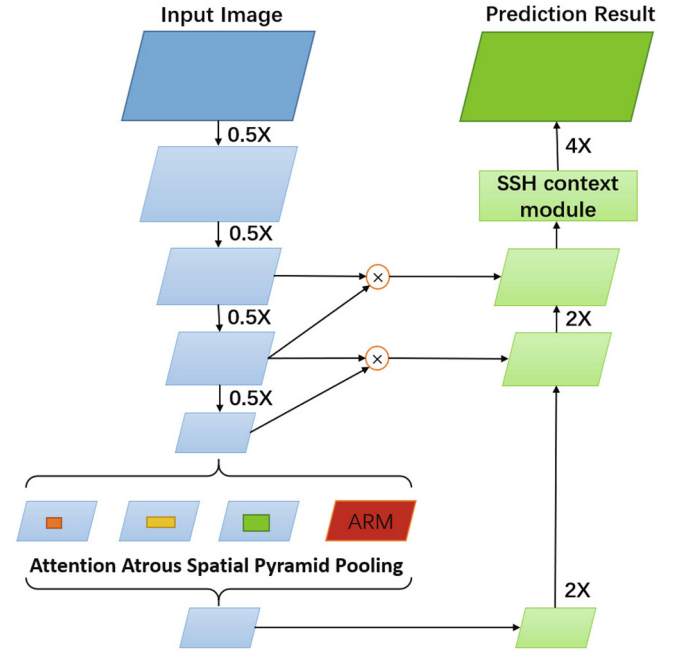 Input Image
Prediction Result
0.5X
4X
SSH context
module
0.5X
×
0.5X
2X
×
0.5X
ARM
Attention Atrous Spatial Pyramid Pooling
2X